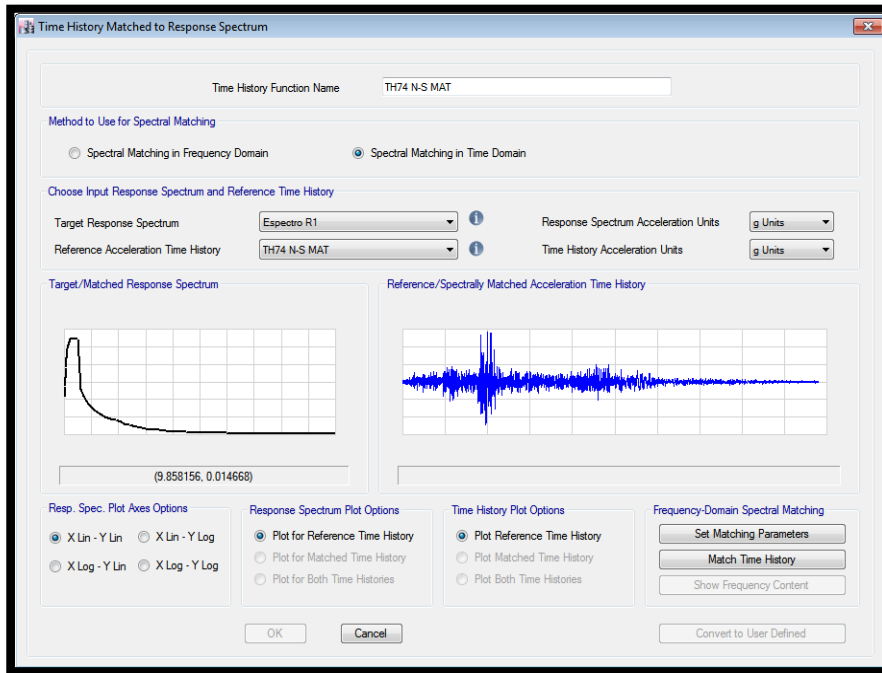 Time History Matched to Response Spectrum
Time History Function Name TH74 N-S MAT
Method to Use for Spectral Matching
Spectral Matching in Frequency Domain Spectral Matching in Time Domain
Choose Input Response Spectrum and Reference Time History
Target Response Spectrum Espectro R1 Response Spectrum Acceleration Units g Units
Reference Acceleration Time History TH74 N-S MAT Time History Acceleration Units g Units
Target/Matched Response Spectrum Reference/Spectrally Matched Acceleration Time History
(9.858156, 0.014668)
Resp. Spec. Plot Axes Options
X Lin - Y Lin X Lin - Y Log
X Log - Y Lin X Log - Y Log
Response Spectrum Plot Options
Plot for Reference Time History
Plot for Matched Time History
Plot for Both Time Histories
Time History Plot Options
Plot Reference Time History
Plot Matched Time History
Plot Both Time Histories
Frequency-Domain Spectral Matching
Set Matching Parameters
Match Time History
Show Frequency Content
OK Cancel Convert to User Defined